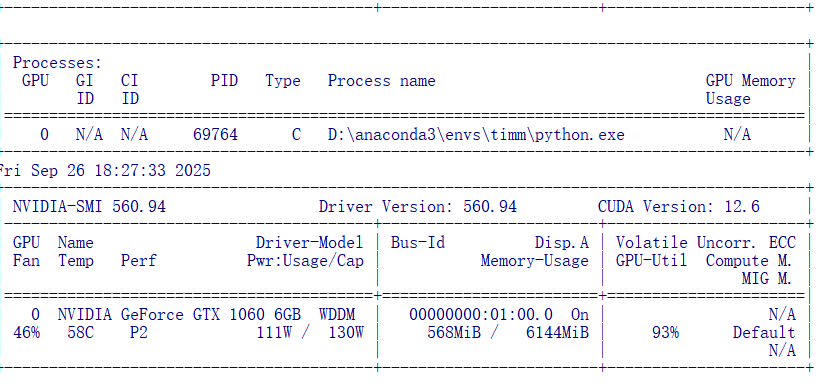 Processes:
GPU GI CI PID Type Process name GPU Memory
ID ID Usage
0 N/A N/A 69764 C D:\anaconda3\envs\timm\python.exe N/A
Fri Sep 26 18:27:33 2025
NVIDIA-SMI 560.94 Driver Version: 560.94 CUDA Version: 12.6
GPU Name Driver-Model | Bus-Id Disp.A | Volatile Uncorr. ECC
Fan Temp Perf Pwr:Usage/Cap | Memory-Usage | GPU-Util Compute M.
| | MIG M.
0 NVIDIA GeForce GTX 1060 6GB WDDM | 00000000:01:00.0 On | N/A
46% 58C P2 111W / 130W | 568MiB / 6144MiB | 93% Default
| | N/A